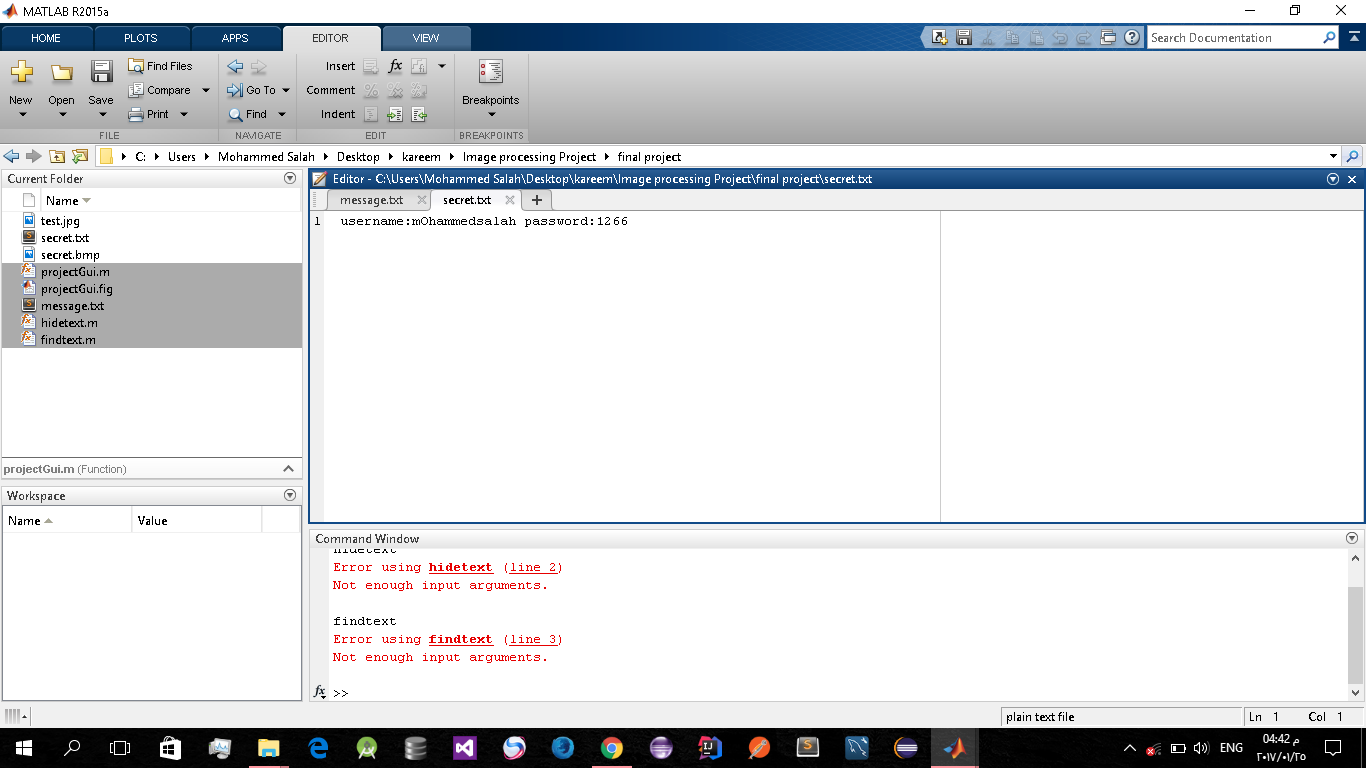 MATLAB R2015a
HOME PLOTS APPS EDITOR VIEW
Search Documentation
New Open Save Find Files Compare Print
Go To Find
Insert fx
Comment
Indent
Breakpoints
FILE NAVIGATE EDIT BREAKPOINTS
C: Users Mohammed Salah Desktop kareem Image processing Project final project
Current Folder
Name
test.jpg
secret.txt
secret.bmp
projectGui.m
projectGui.fig
message.txt
hidetext.m
findtext.m
projectGui.m (Function)
Workspace
Name Value
Editor - C:\Users\Mohammed Salah\Desktop\kareem\Image processing Project\final project\secret.txt
message.txt secret.txt
1 username:mOhammedsalah password:1266
Command Window
hidetext
Error using hidetext (line 2)
Not enough input arguments.
findtext
Error using findtext (line 3)
Not enough input arguments.
fx >>
plain text file Ln 1 Col 1
ENG
04:42 م
٢٠١٧/٠١/٢٥